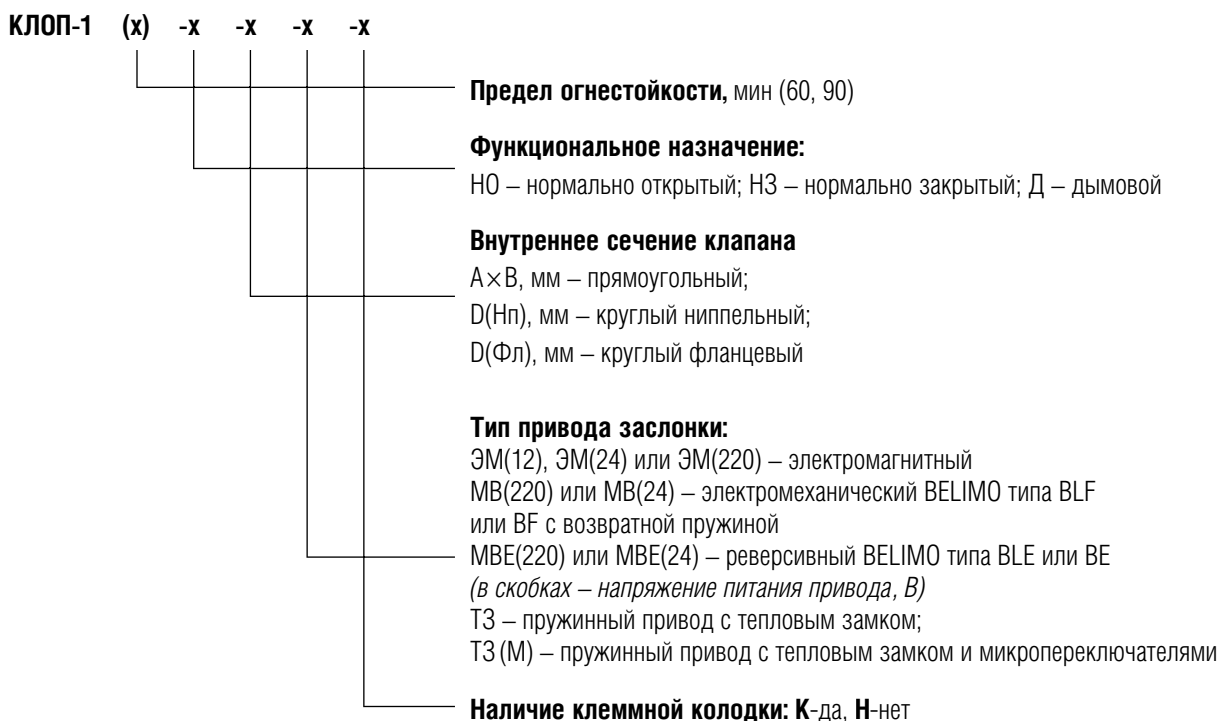 КЛОП-1 (х) -х -х -х -х
Предел огнестойкости, мин (60, 90)
Функциональное назначение:
НО – нормально открытый; НЗ – нормально закрытый; Д – дымовой
Внутреннее сечение клапана
А×В, мм – прямоугольный;
D(Нп), мм – круглый ниппельный;
D(Фл), мм – круглый фланцевый
Тип привода заслонки:
ЭМ(12), ЭМ(24) или ЭМ(220) – электромагнитный
МВ(220) или МВ(24) – электромеханический BELIMO типа BLF
или BF с возвратной пружиной
МВЕ(220) или МВЕ(24) – реверсивный BELIMO типа BLE или BE
(в скобках – напряжение питания привода, В)
ТЗ – пружинный привод с тепловым замком;
ТЗ (М) – пружинный привод с тепловым замком и микропереключателями
Наличие клеммной колодки: К-да, Н-нет